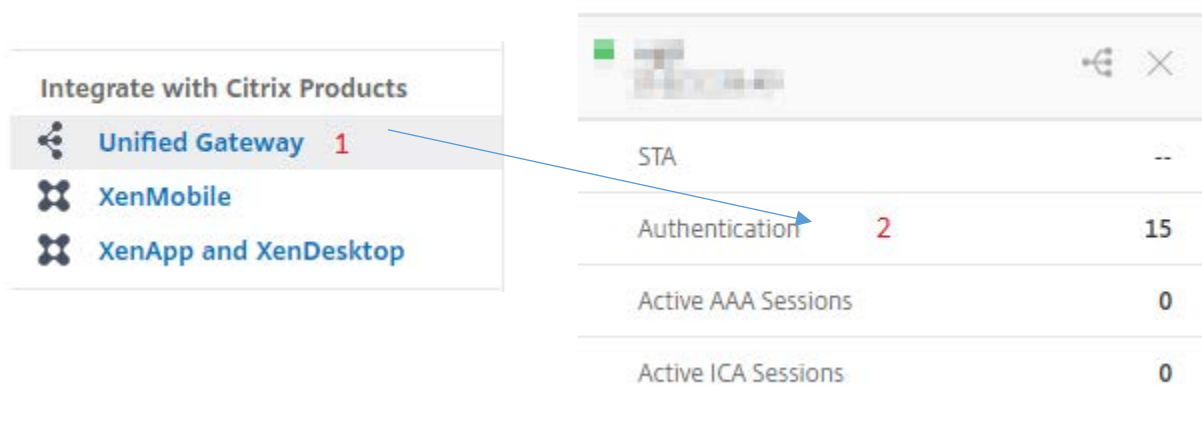 Integrate with Citrix Products
Unified Gateway 1
XenMobile
XenApp and XenDesktop
STA --
Authentication 2 15
Active AAA Sessions 0
Active ICA Sessions 0